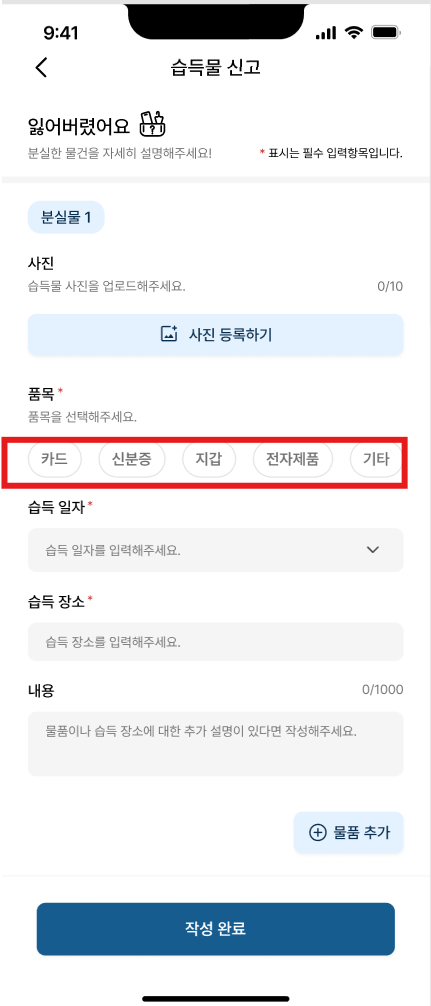 9:41
습득물 신고
잃어버렸어요
분실한 물건을 자세히 설명해주세요! * 표시는 필수 입력항목입니다.
분실물 1
사진
습득물 사진을 업로드해주세요. 0/10
사진 등록하기
품목 *
품목을 선택해주세요.
카드 신분증 지갑 전자제품 기타
습득 일자 *
습득 일자를 입력해주세요.
습득 장소 *
습득 장소를 입력해주세요.
내용 0/1000
물품이나 습득 장소에 대한 추가 설명이 있다면 작성해주세요.
물품 추가
작성 완료